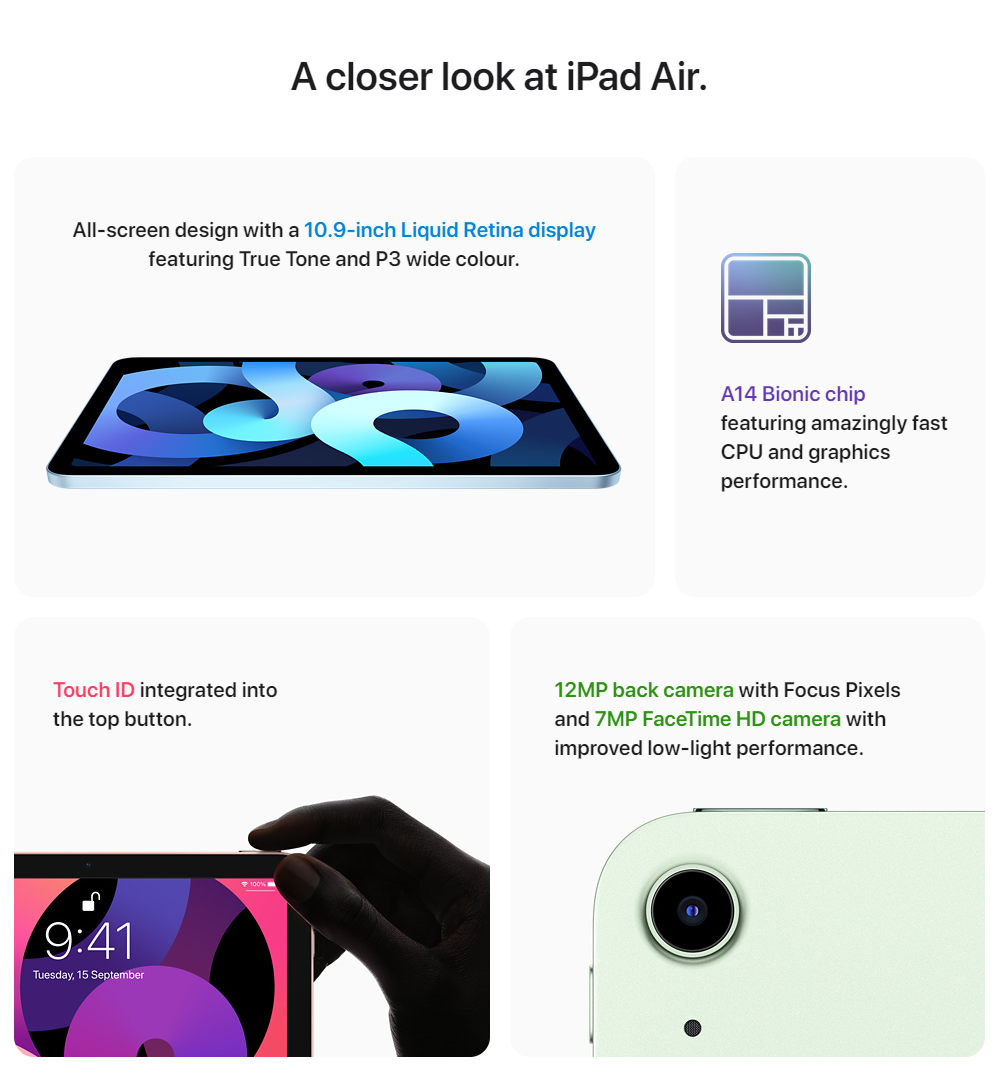 A closer look at iPad Air.
All-screen design with a 10.9-inch Liquid Retina display
featuring True Tone and P3 wide colour.
A14 Bionic chip
featuring amazingly fast
CPU and graphics
performance.
Touch ID integrated into
the top button.
100%
9:41
Tuesday, 15 September
12MP back camera with Focus Pixels
and 7MP FaceTime HD camera with
improved low-light performance.